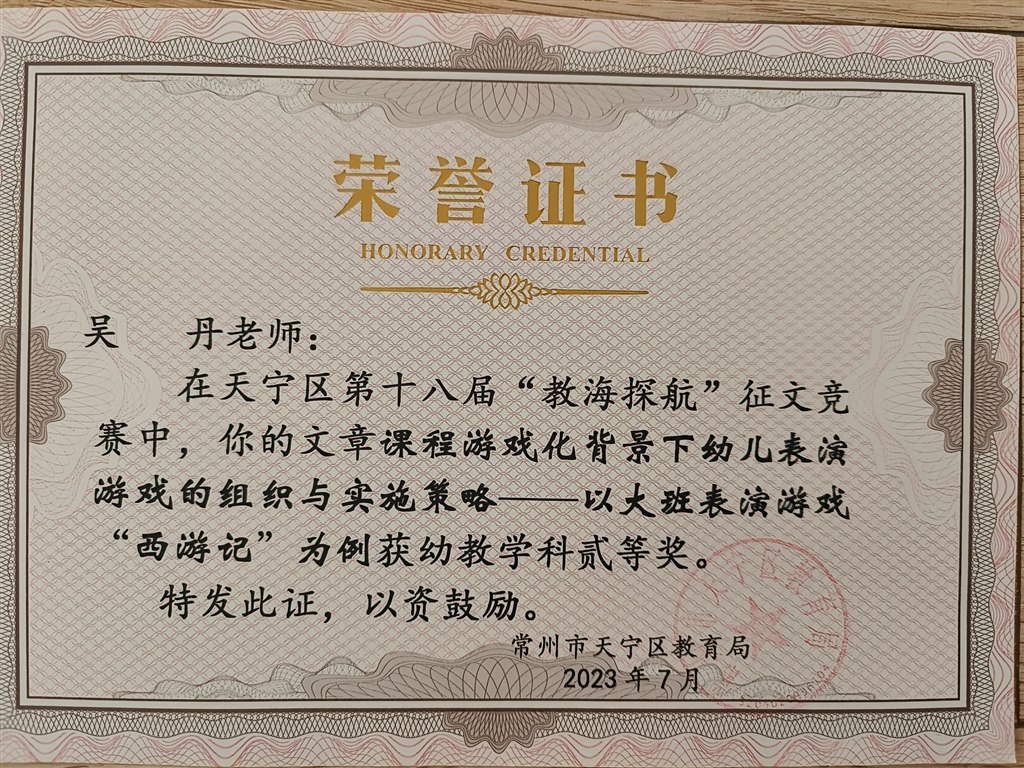 荣誉证书
HONORARY CREDENTIAL
吴 丹老师：
在天宁区第十八届“教海探航”征文竞
赛中，你的文章课程游戏化背景下幼儿表演
游戏的组织与实施策略——以大班表演游戏
“西游记”为例获幼教学科贰等奖。
特发此证，以资鼓励。
常州市天宁区教育局
2023 年 7 月